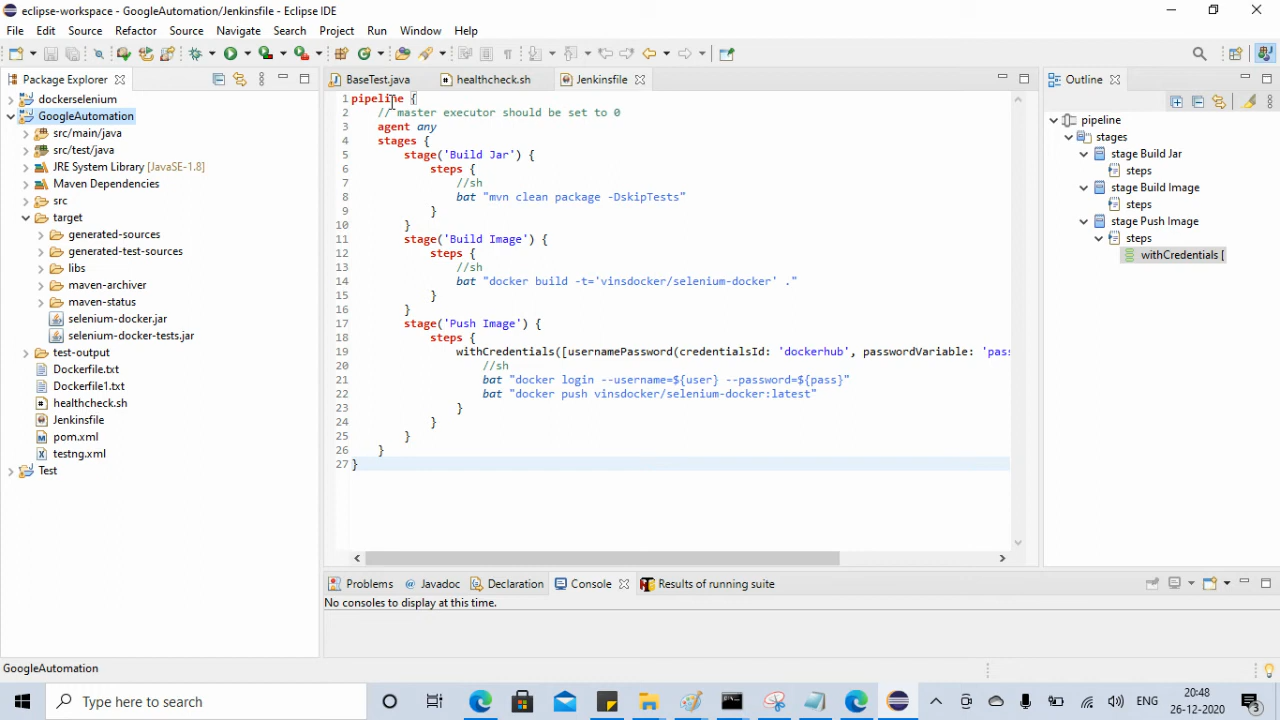 eclipse-workspace - GoogleAutomation/Jenkinsfile - Eclipse IDE
File Edit Source Refactor Source Navigate Search Project Run Window Help
Package Explorer
dockerselenium
GoogleAutomation
src/main/java
src/test/java
JRE System Library [JavaSE-1.8]
Maven Dependencies
src
target
generated-sources
generated-test-sources
libs
maven-archiver
maven-status
selenium-docker.jar
selenium-docker-tests.jar
test-output
Dockerfile.txt
Dockerfile1.txt
healthcheck.sh
Jenkinsfile
pom.xml
testng.xml
Test
BaseTest.java healthcheck.sh Jenkinsfile
1 pipeline {
2 // master executor should be set to 0
3 agent any
4 stages {
5 stage('Build Jar') {
6 steps {
7 //sh
8 bat "mvn clean package -DskipTests"
9 }
10 }
11 stage('Build Image') {
12 steps {
13 //sh
14 bat "docker build -t='vinsdocker/selenium-docker' ."
15 }
16 }
17 stage('Push Image') {
18 steps {
19 withCredentials([usernamePassword(credentialsId: 'dockerhub', passwordVariable: 'pas
20 //sh
21 bat "docker login --username=${user} --password=${pass}"
22 bat "docker push vinsdocker/selenium-docker:latest"
23 }
24 }
25 }
26 }
27 }
Outline
pipeline
stages
stage Build Jar
steps
stage Build Image
steps
stage Push Image
steps
withCredentials [
Problems Javadoc Declaration Console Results of running suite
No consoles to display at this time.
GoogleAutomation
Type here to search
ENG
20:48
26-12-2020
3